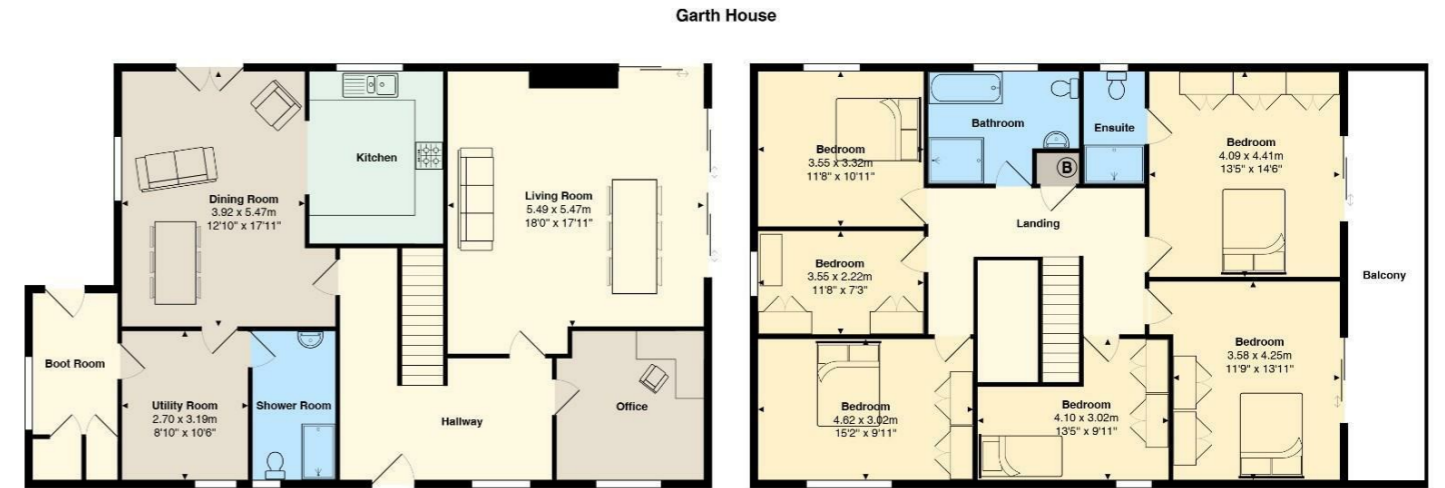 Garth House
Dining Room
3.92 x 5.47m
12'10" x 17'11"
Kitchen
Living Room
5.49 x 5.47m
18'0" x 17'11"
Boot Room
Utility Room
2.70 x 3.19m
8'10" x 10'6"
Shower Room
Hallway
Office
Bedroom
3.55 x 3.32m
11'8" x 10'11"
Bathroom
Ensuite
B
Bedroom
4.09 x 4.41m
13'5" x 14'6"
Landing
Bedroom
3.55 x 2.22m
11'8" x 7'3"
Balcony
Bedroom
4.62 x 3.02m
15'2" x 9'11"
Bedroom
4.10 x 3.02m
13'5" x 9'11"
Bedroom
3.58 x 4.25m
11'9" x 13'11"